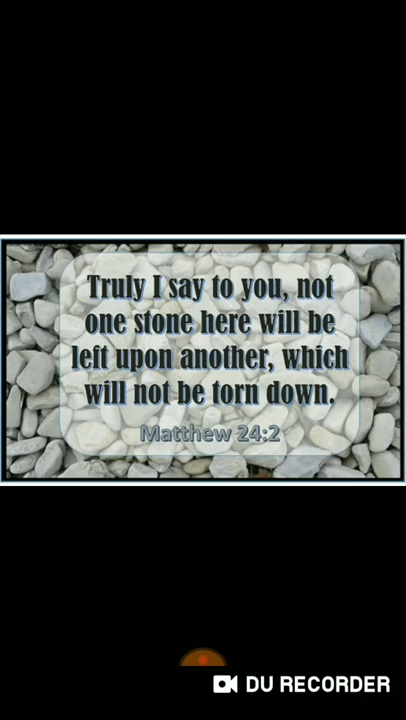 Truly I say to you, not
one stone here will be
left upon another, which
will not be torn down.
Matthew 24:2
DU RECORDER